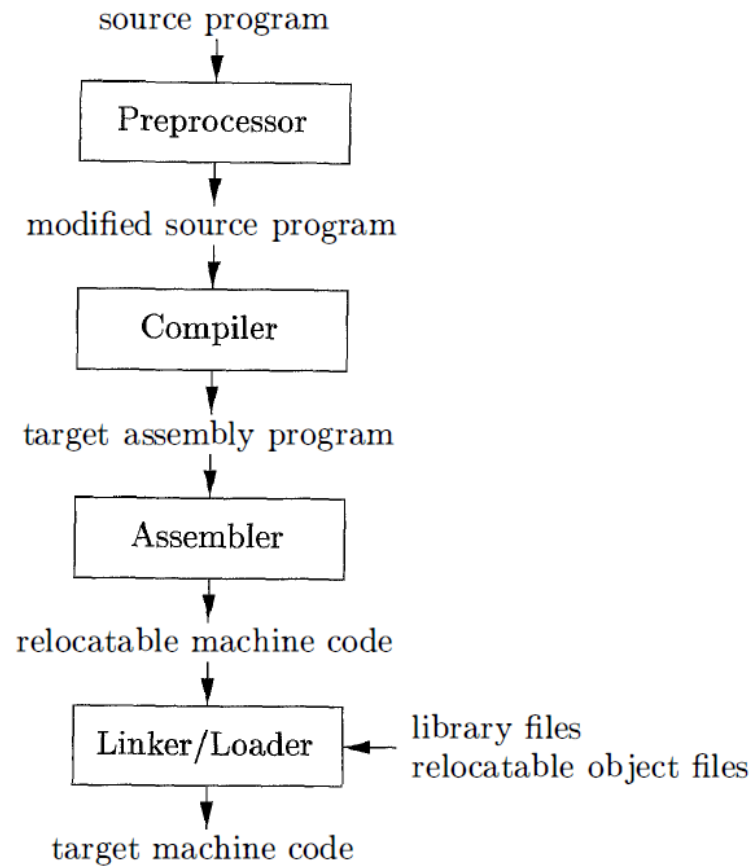 source program
Preprocessor
modified source program
Compiler
target assembly program
Assembler
relocatable machine code
Linker/Loader
library files
relocatable object files
target machine code